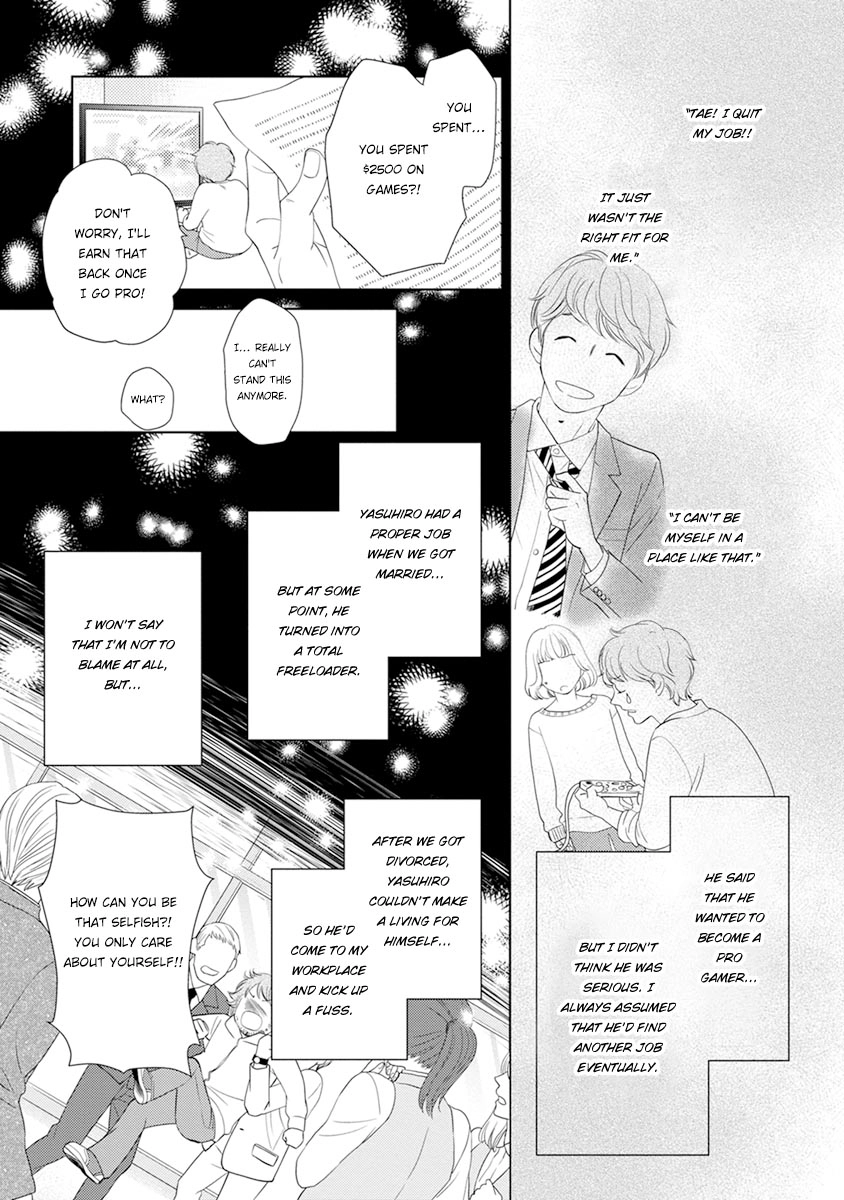 "TAE! I QUIT
MY JOB!!
IT JUST
WASN'T THE
RIGHT FIT FOR
ME."
"I CAN'T BE
MYSELF IN A
PLACE LIKE THAT."
HE SAID
THAT HE
WANTED TO
BECOME A
PRO
GAMER...
BUT I DIDN'T
THINK HE WAS
SERIOUS. I
ALWAYS ASSUMED
THAT HE'D FIND
ANOTHER JOB
EVENTUALLY.
YOU
SPENT...
YOU SPENT
$2500 ON
GAMES?!
DON'T
WORRY, I'LL
EARN THAT
BACK ONCE
I GO PRO!
I... REALLY
CAN'T
STAND THIS
ANYMORE.
WHAT?
YASUHIRO HAD A
PROPER JOB
WHEN WE GOT
MARRIED...
BUT AT SOME
POINT, HE
TURNED INTO
A TOTAL
FREELOADER.
I WON'T SAY
THAT I'M NOT TO
BLAME AT ALL,
BUT...
AFTER WE GOT
DIVORCED,
YASUHIRO
COULDN'T MAKE
A LIVING FOR
HIMSELF...
SO HE'D
COME TO MY
WORKPLACE
AND KICK UP
A FUSS.
HOW CAN YOU BE
THAT SELFISH?!
YOU ONLY CARE
ABOUT YOURSELF!!